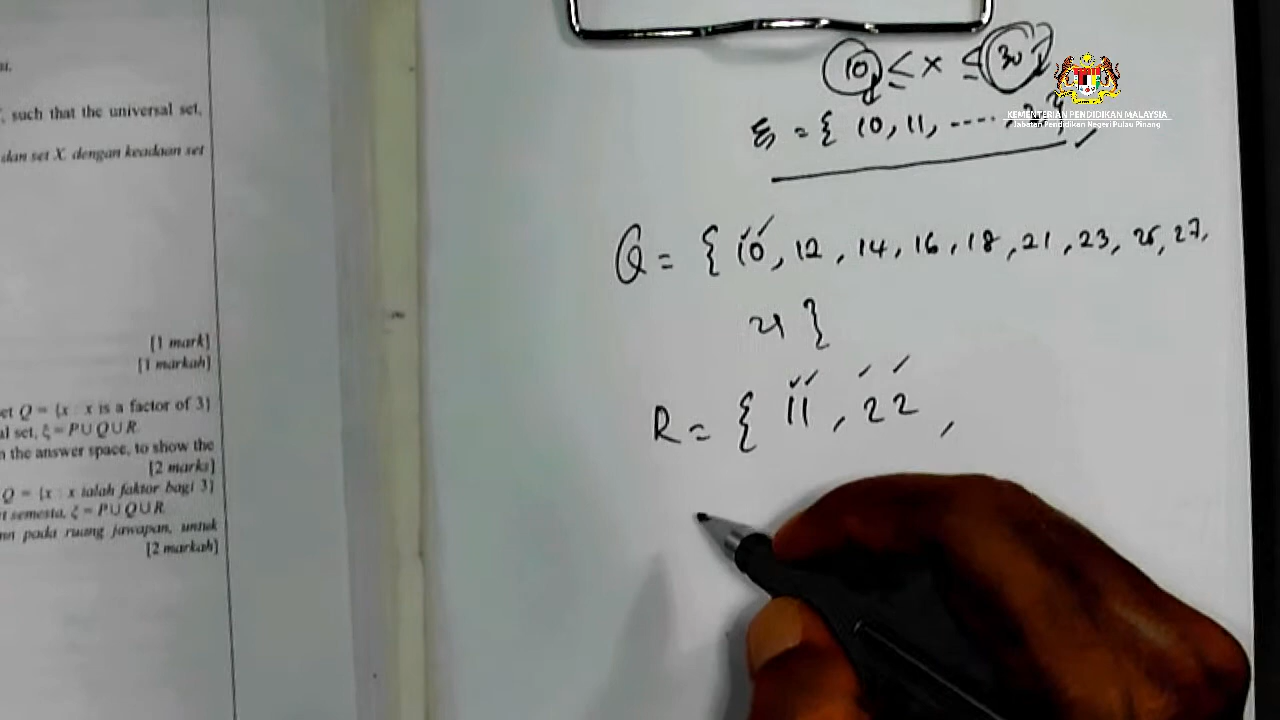 , such that the universal set,
dan set X. dengan keadaan set
[1 mark]
[1 markah]
et Q = {x : x is a factor of 3}
al set, ξ = P∪Q∪R
n the answer space, to show the
[2 marks]
Q = {x : x ialah faktor bagi 3}
t semesta, ξ = P∪Q∪R
pada ruang jawapan, untuk
[2 markah]
10 ≤ x ≤ 30
KEMENTERIAN PENDIDIKAN MALAYSIA
Jabatan Pendidikan Negeri Pulau Pinang
ξ = { 10, 11, ....,
Q = { 10, 12, 14, 16, 18, 21, 23, 25, 27,
}
R = { 11, 22,